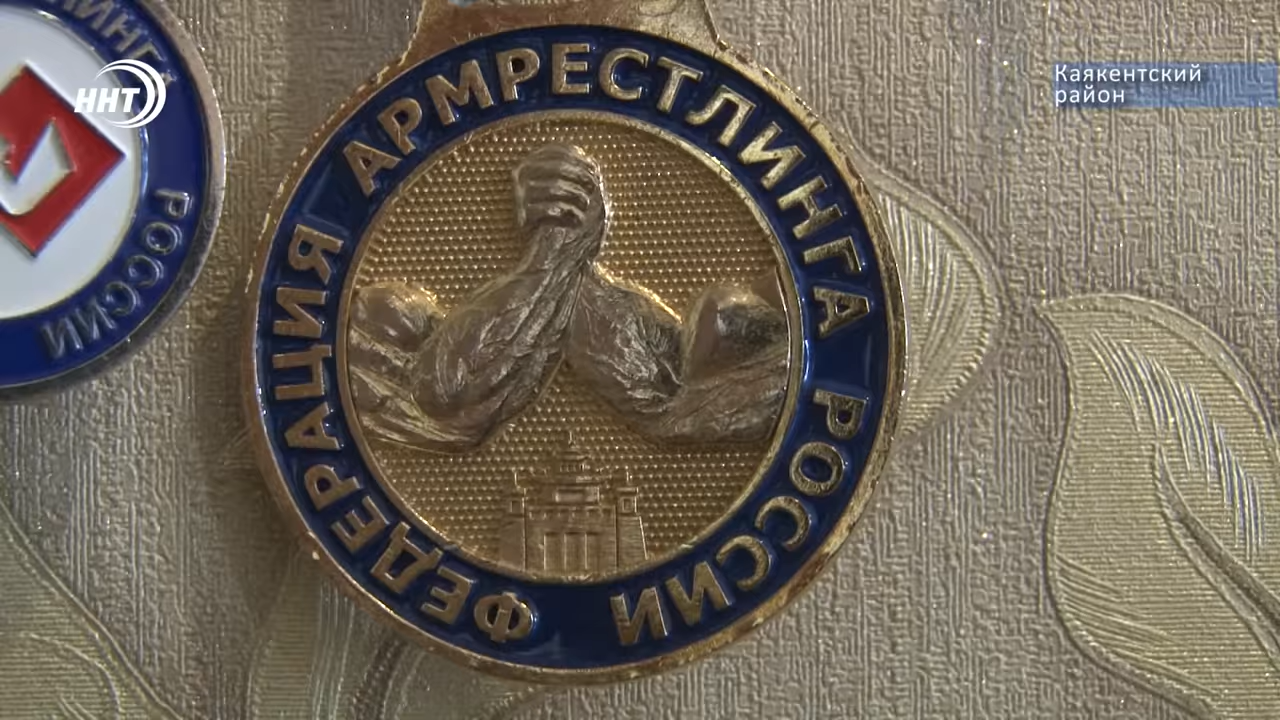 ННТ
Каякентский
район
ФЕДЕРАЦИЯ АРМРЕСТЛИНГА РОССИИ
РОССИИ